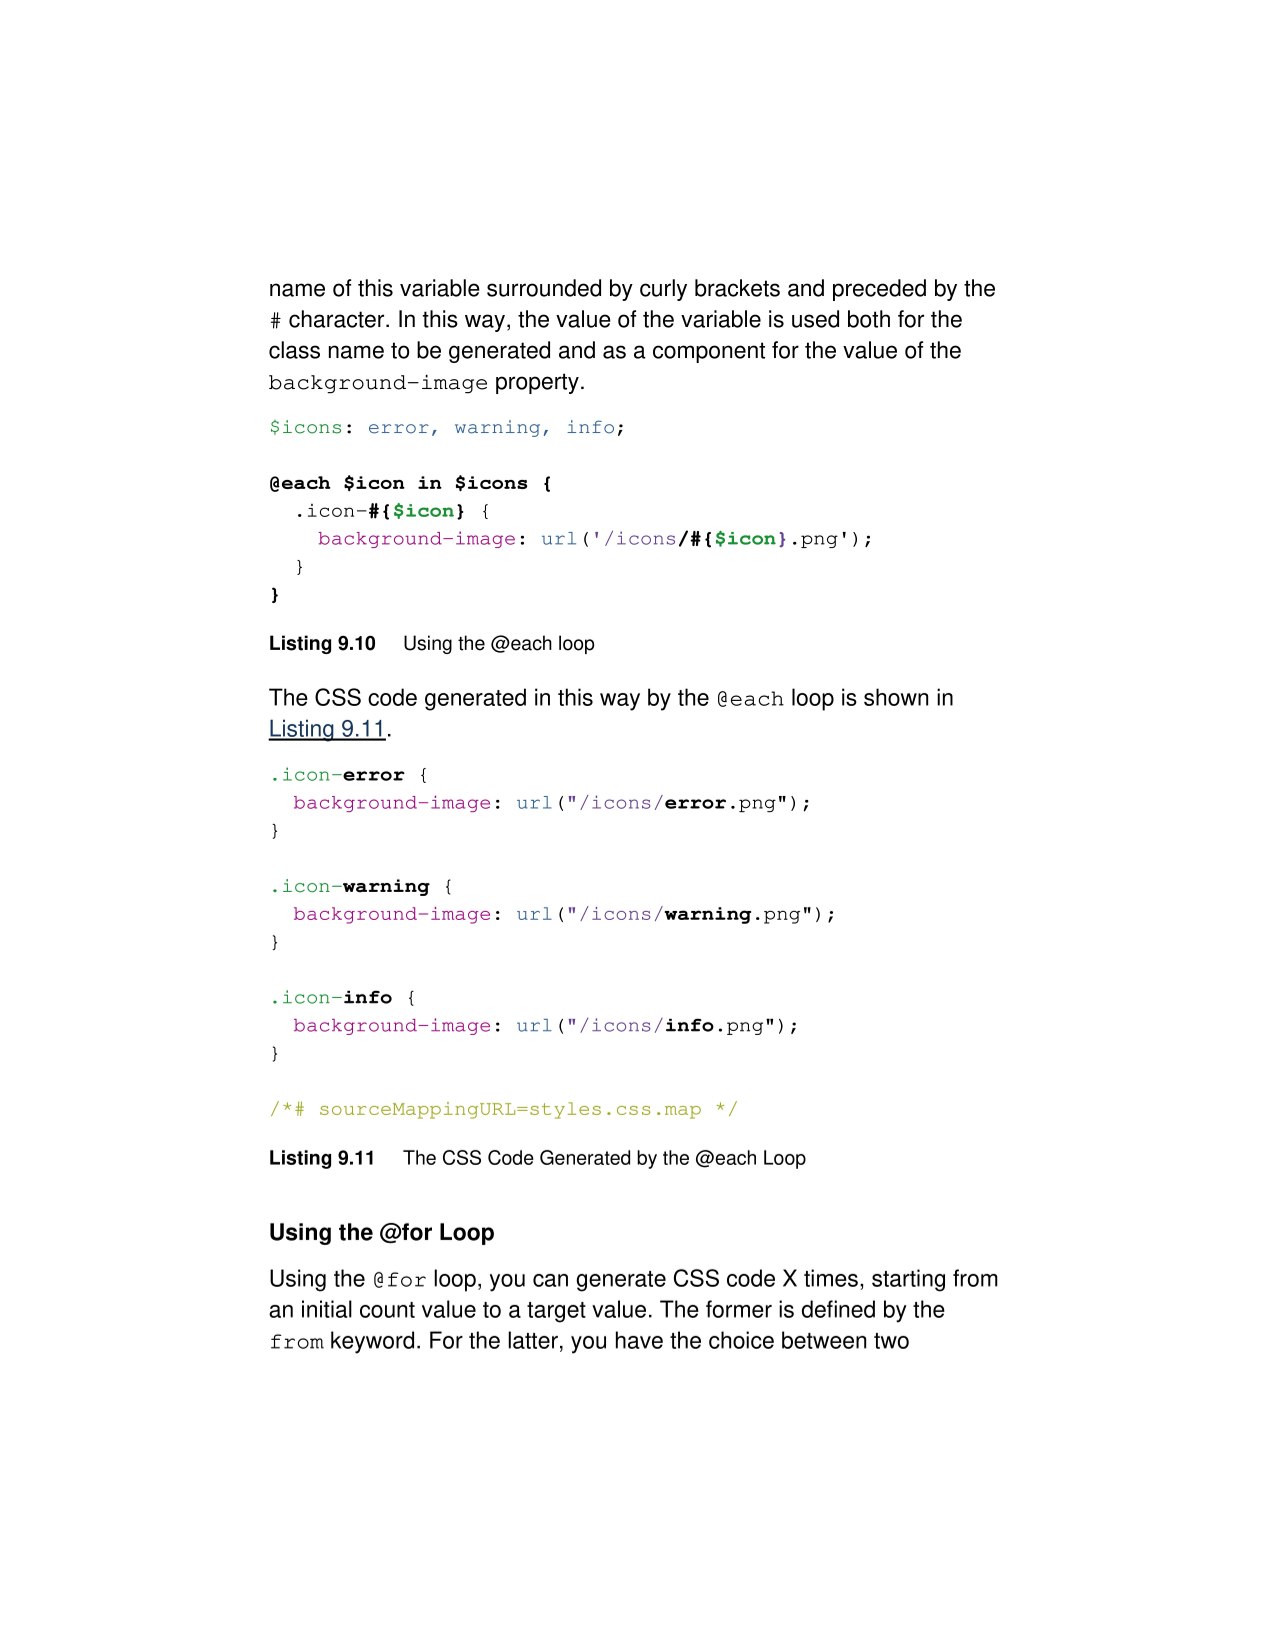 name of this variable surrounded by curly brackets and preceded by the
# character. In this way, the value of the variable is used both for the
class name to be generated and as a component for the value of the
background-image property.
$icons: error, warning, info;
@each $icon in $icons {
  .icon-#{$icon} {
    background-image: url('/icons/#{$icon}.png');
  }
}
Listing 9.10 Using the @each loop
The CSS code generated in this way by the @each loop is shown in
Listing 9.11.
.icon-error {
  background-image: url("/icons/error.png");
}
.icon-warning {
  background-image: url("/icons/warning.png");
}
.icon-info {
  background-image: url("/icons/info.png");
}
/*# sourceMappingURL=styles.css.map */
Listing 9.11 The CSS Code Generated by the @each Loop
Using the @for Loop
Using the @for loop, you can generate CSS code X times, starting from
an initial count value to a target value. The former is defined by the
from keyword. For the latter, you have the choice between two